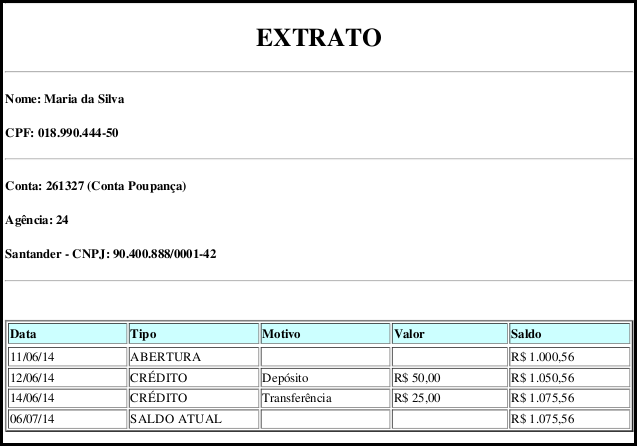 EXTRATO
Nome: Maria da Silva
CPF: 018.990.444-50
Conta: 261327 (Conta Poupança)
Agência: 24
Santander - CNPJ: 90.400.888/0001-42
Data Tipo Motivo Valor Saldo
11/06/14 ABERTURA R$ 1.000,56
12/06/14 CRÉDITO Depósito R$ 50,00 R$ 1.050,56
14/06/14 CRÉDITO Transferência R$ 25,00 R$ 1.075,56
06/07/14 SALDO ATUAL R$ 1.075,56